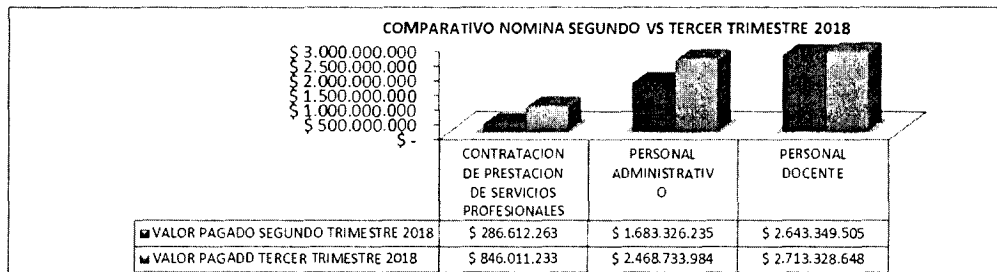 COMPARATIVO NOMINA SEGUNDO VS TERCER TRIMESTRE 2018
$ 3.000.000.000
$ 2.500.000.000
$ 2.000.000.000
$ 1.500.000.000
$ 1.000.000.000
$ 500.000.000
$ -
CONTRATACION
DE PRESTACION
DE SERVICIOS
PROFESIONALES
PERSONAL
ADMINISTRATIV
O
PERSONAL
DOCENTE
VALOR PAGADO SEGUNDO TRIMESTRE 2018 $ 286.612.263 $ 1.683.326.235 $ 2.643.349.505
VALOR PAGADO TERCER TRIMESTRE 2018 $ 846.011.233 $ 2.468.733.984 $ 2.713.328.648